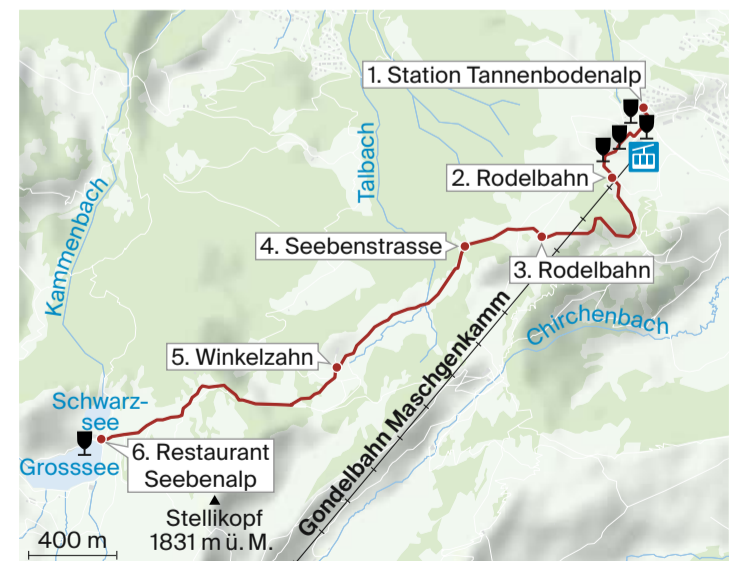 1. Station Tannenbodenalp
2. Rodelbahn
Talbach
Kammenbach
4. Seebenstrasse
3. Rodelbahn
Chirchenbach
5. Winkelzahn
Gondelbahn Maschgenkamm
Schwarz-
see
Grosssee
6. Restaurant
Seebenalp
Stellikopf
1831 m ü. M.
400 m